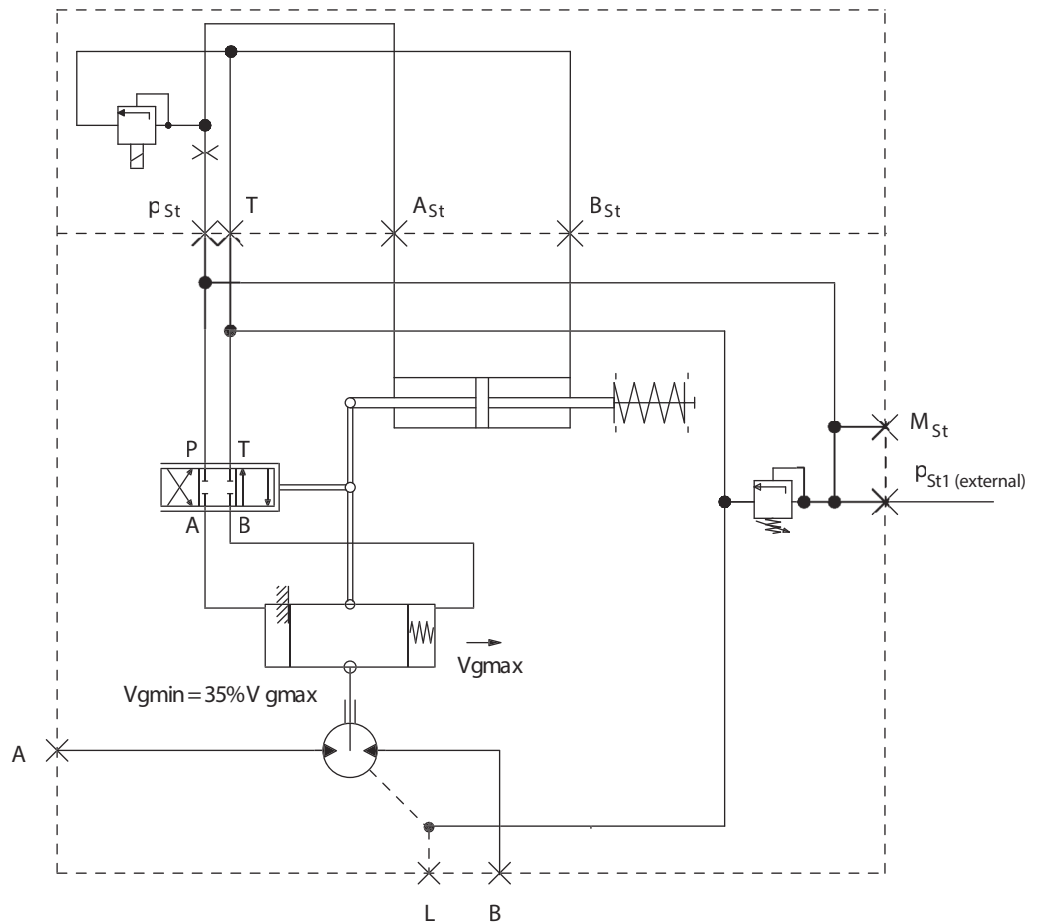 p St T A St B St
P T
M St
p St1 (external)
A B
Vgmax
Vgmin = 35% V gmax
A
L B